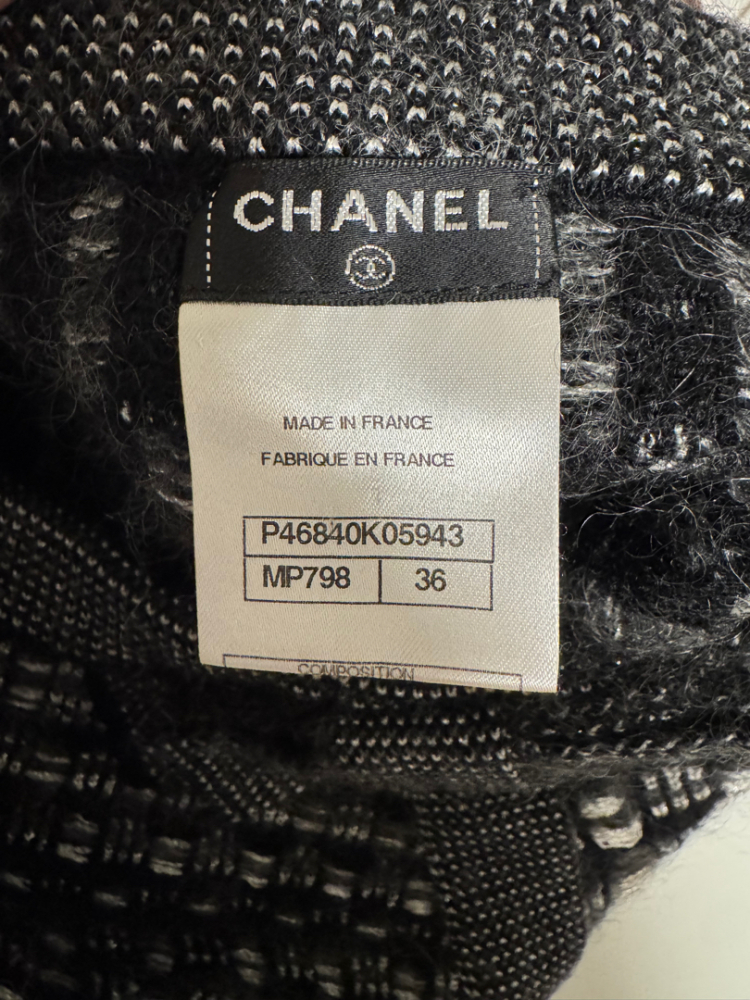 CHANEL
MADE IN FRANCE
FABRIQUE EN FRANCE
P46840K05943
MP798 36
COMPOSITION